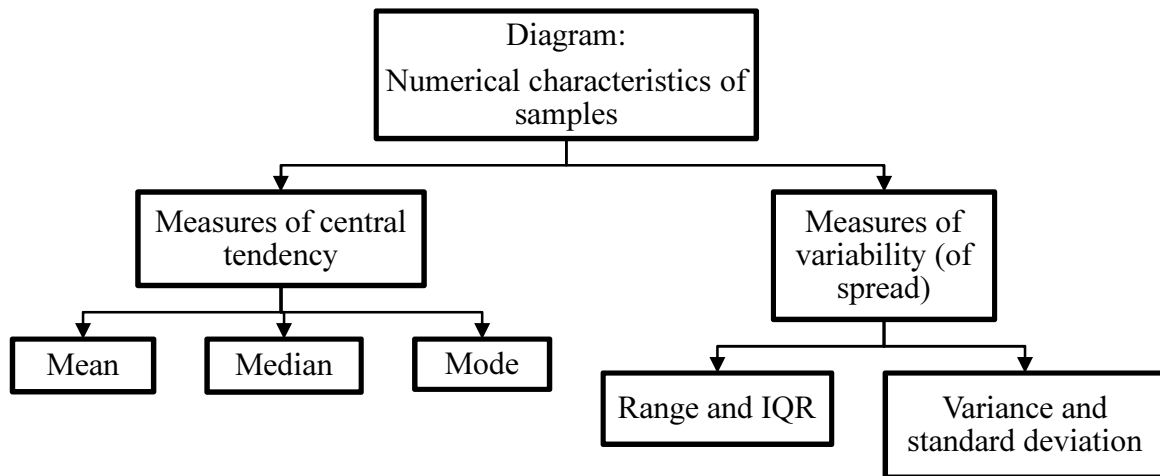 Diagram:
Numerical characteristics of
samples
Measures of central
tendency
Measures of
variability (of
spread)
Mean
Median
Mode
Range and IQR
Variance and
standard deviation